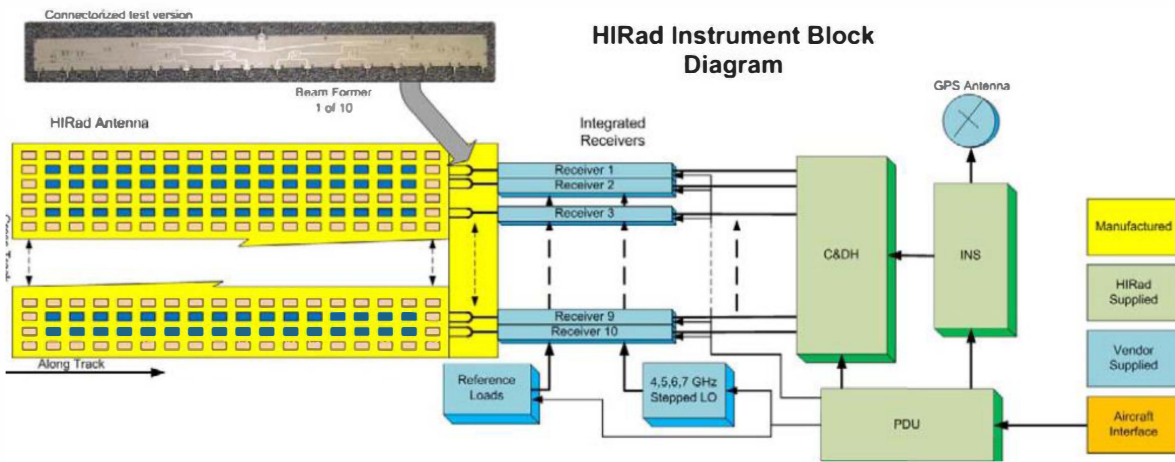 Connectorized test version
HIRad Instrument Block
Diagram
Beam Former
1 of 10
GPS Antenna
HIRad Antenna
Integrated
Receivers
Receiver 1
Receiver 2
Receiver 3
Receiver 9
Receiver 10
C&DH
INS
Manufactured
HIRad
Supplied
Vendor
Supplied
Aircraft
Interface
Along Track
Reference
Loads
4,5,6,7 GHz
Stepped LO
PDU